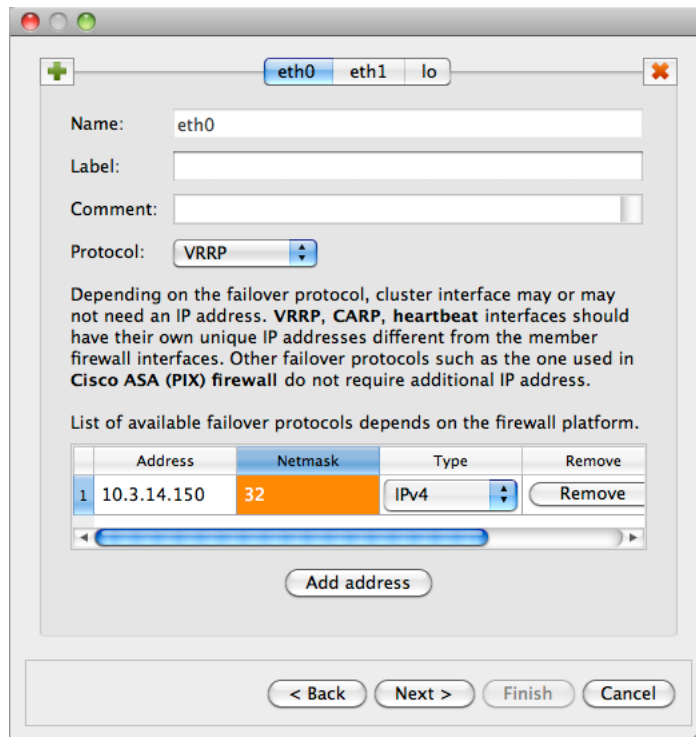 eth0 eth1 lo
Name: eth0
Label:
Comment:
Protocol: VRRP
Depending on the failover protocol, cluster interface may or may
not need an IP address. VRRP, CARP, heartbeat interfaces should
have their own unique IP addresses different from the member
firewall interfaces. Other failover protocols such as the one used in
Cisco ASA (PIX) firewall do not require additional IP address.
List of available failover protocols depends on the firewall platform.
Address Netmask Type Remove
1 10.3.14.150 32 IPv4 Remove
Add address
< Back Next > Finish Cancel